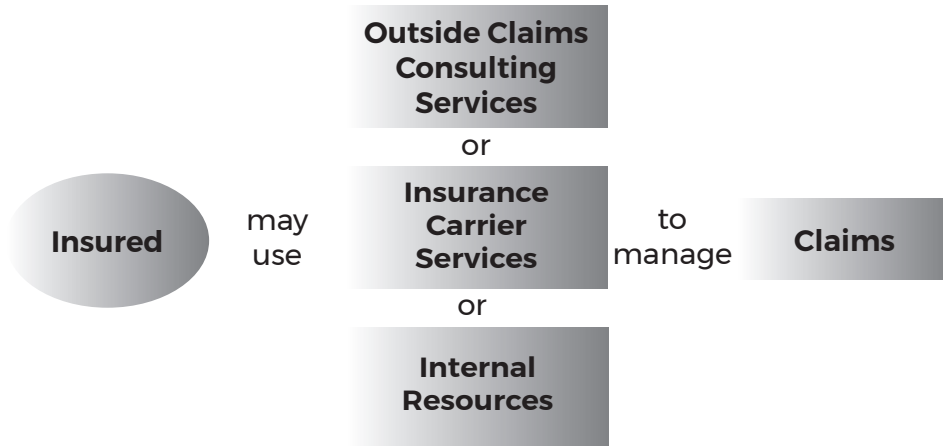 Outside Claims
Consulting
Services
or
Insured
may
use
Insurance
Carrier
Services
to
manage
Claims
or
Internal
Resources